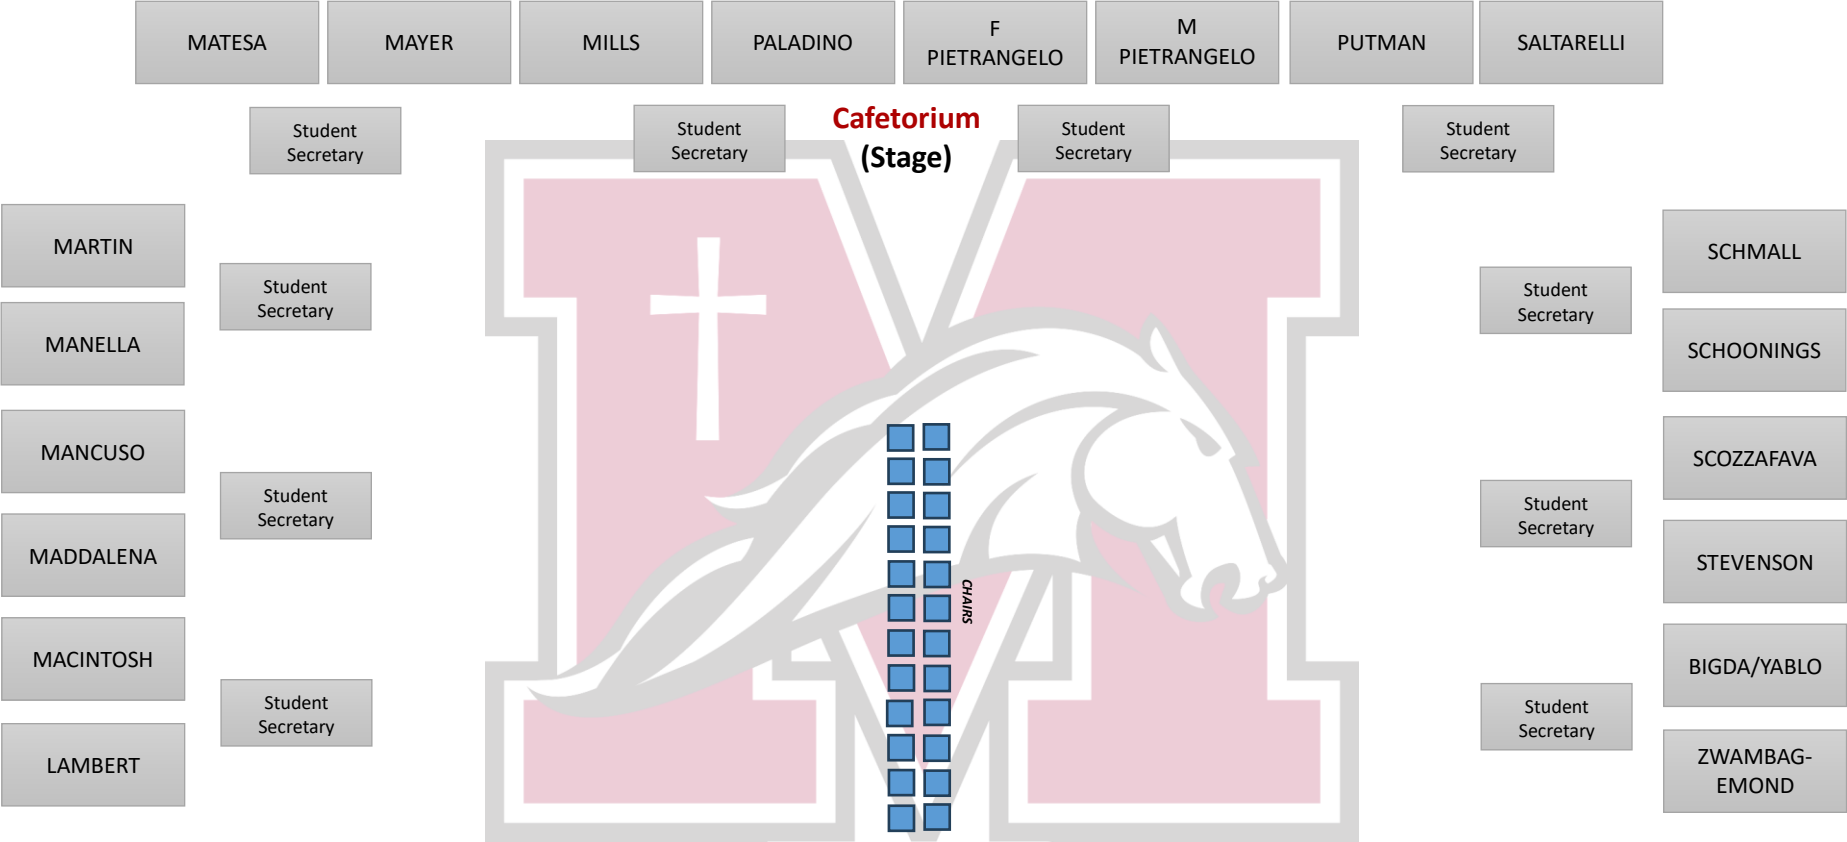 MATESA
MAYER
MILLS
PALADINO
F
PIETRANGELO
M
PIETRANGELO
PUTMAN
SALTARELLI
Student
Secretary
Student
Secretary
Cafetorium
(Stage)
Student
Secretary
Student
Secretary
MARTIN
MANELLA
MANCUSO
MADDALENA
MACINTOSH
LAMBERT
Student
Secretary
Student
Secretary
Student
Secretary
CHAIRS
Student
Secretary
Student
Secretary
Student
Secretary
SCHMALL
SCHOONINGS
SCOZZAFAVA
STEVENSON
BIGDA/YABLO
ZWAMBAG-
EMOND